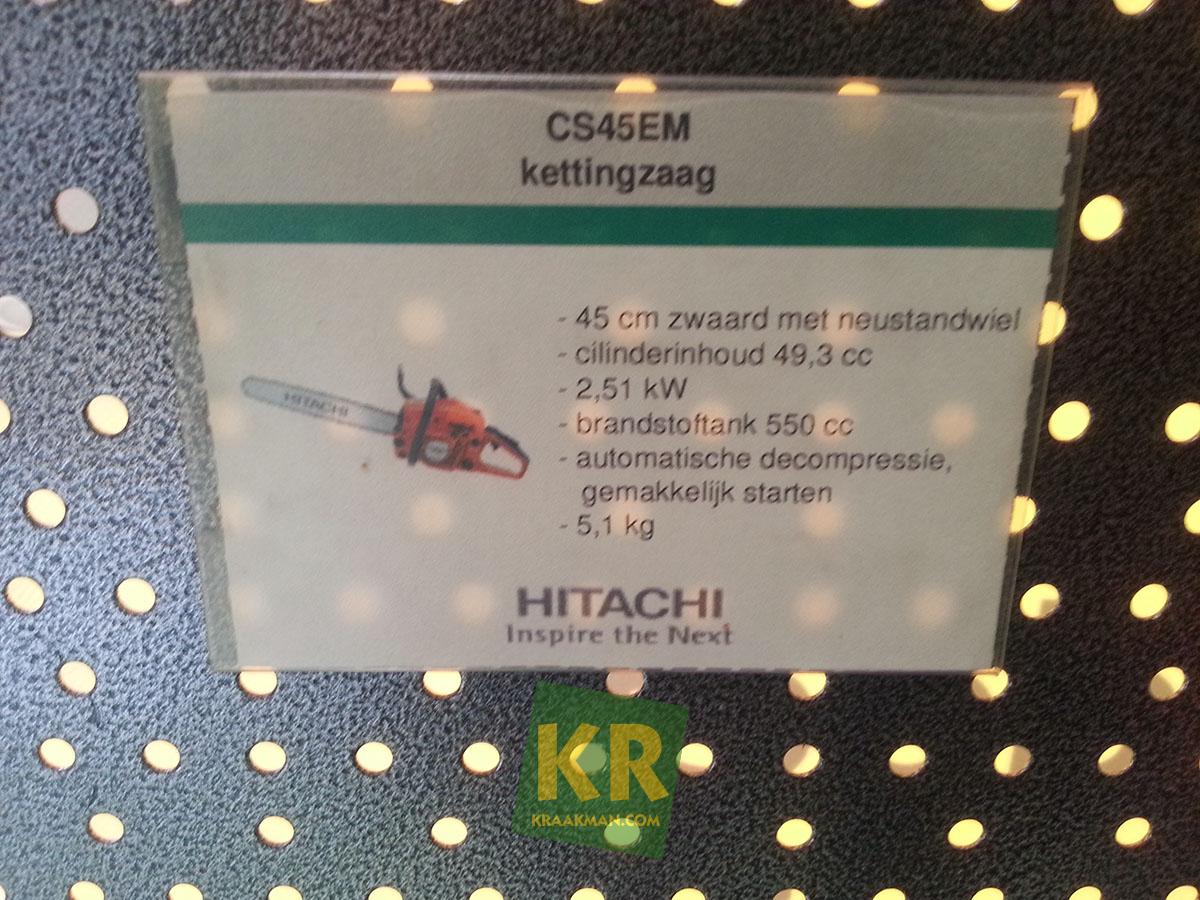 CS45EM
kettingzaag
- 45 cm zwaard met neustandwiel
- cilinderinhoud 49,3 cc
- 2,51 kW
- brandstoftank 550 cc
- automatische decompressie,
gemakkelijk starten
- 5,1 kg
HITACHI
HITACHI
Inspire the Next
KR
KRAAKMAN.COM